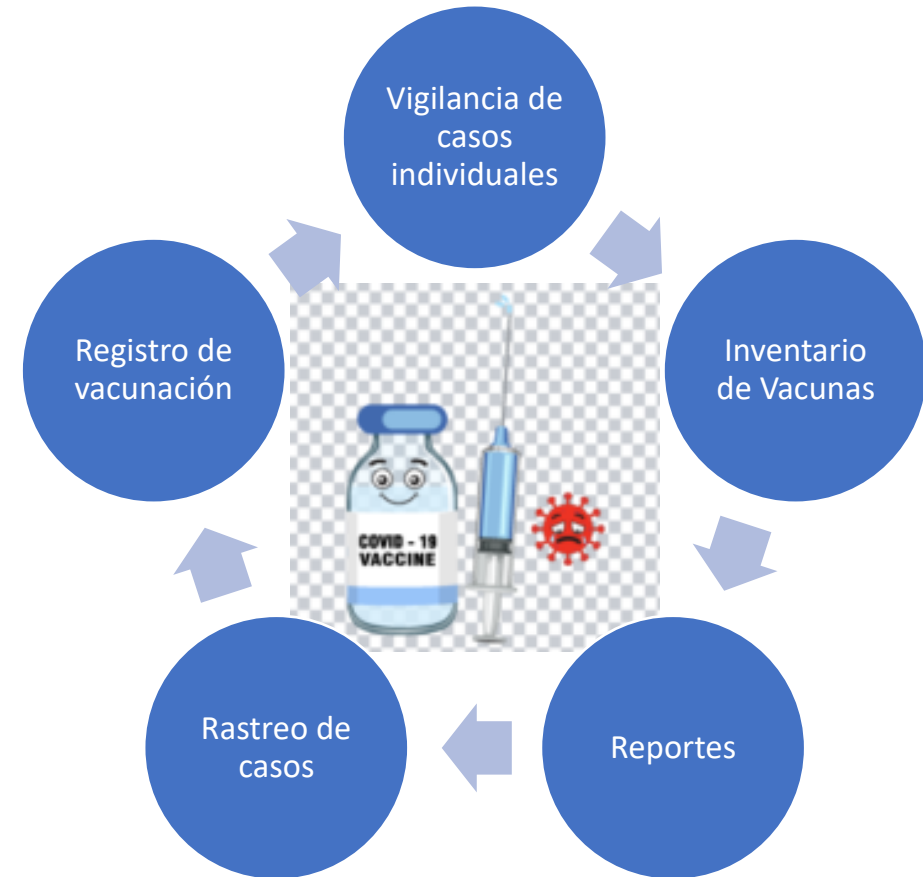 Vigilancia de
casos
individuales
Registro de
vacunación
Inventario
de Vacunas
COVID - 19
VACCINE
Rastreo de
casos
Reportes